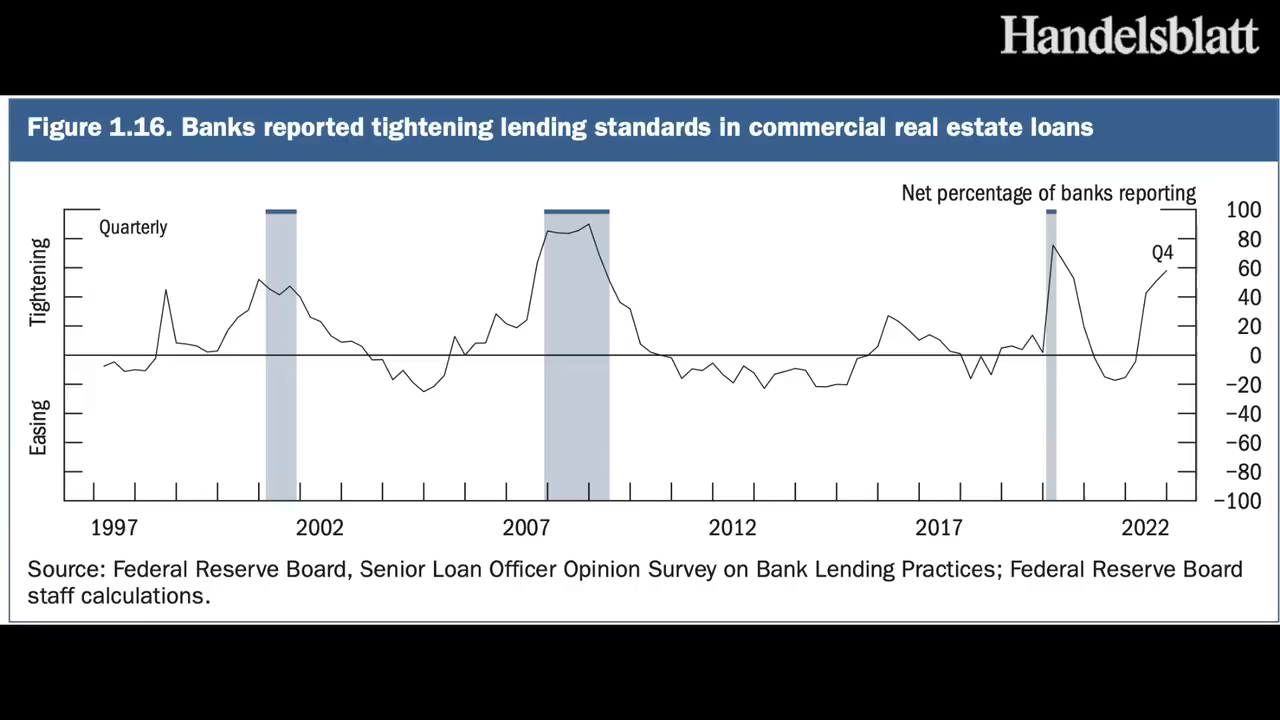 Handelsblatt
Figure 1.16. Banks reported tightening lending standards in commercial real estate loans
Net percentage of banks reporting
Quarterly
Q4
Tightening
Easing
100
80
60
40
20
0
−20
−40
−60
−80
−100
1997 2002 2007 2012 2017 2022
Source: Federal Reserve Board, Senior Loan Officer Opinion Survey on Bank Lending Practices; Federal Reserve Board
staff calculations.